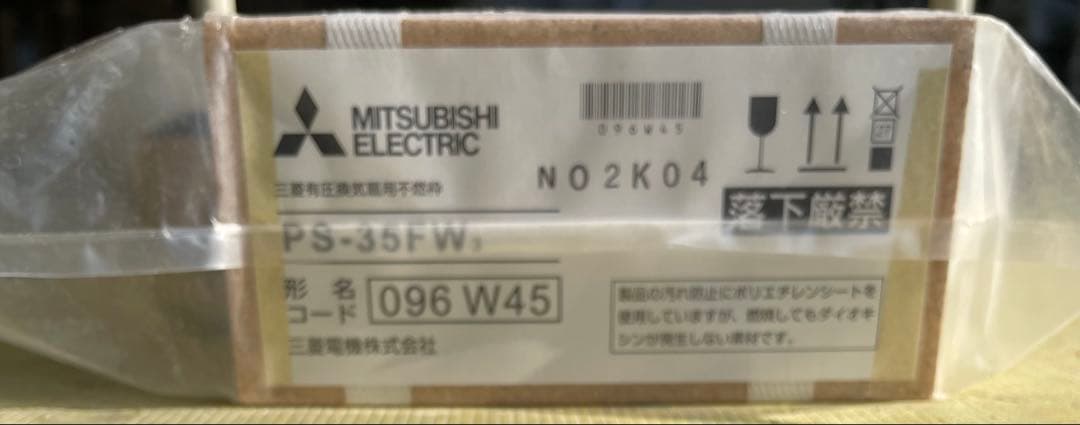 MITSUBISHI
ELECTRIC
096W45
NO2K04
三菱有圧換気扇用不燃枠
PS-35FW3
落下厳禁
形名
コード
096 W45
三菱電機株式会社
製品の汚れ防止にポリエチレンシートを
使用していますが、燃焼してもダイオキ
シンが発生しない素材です。